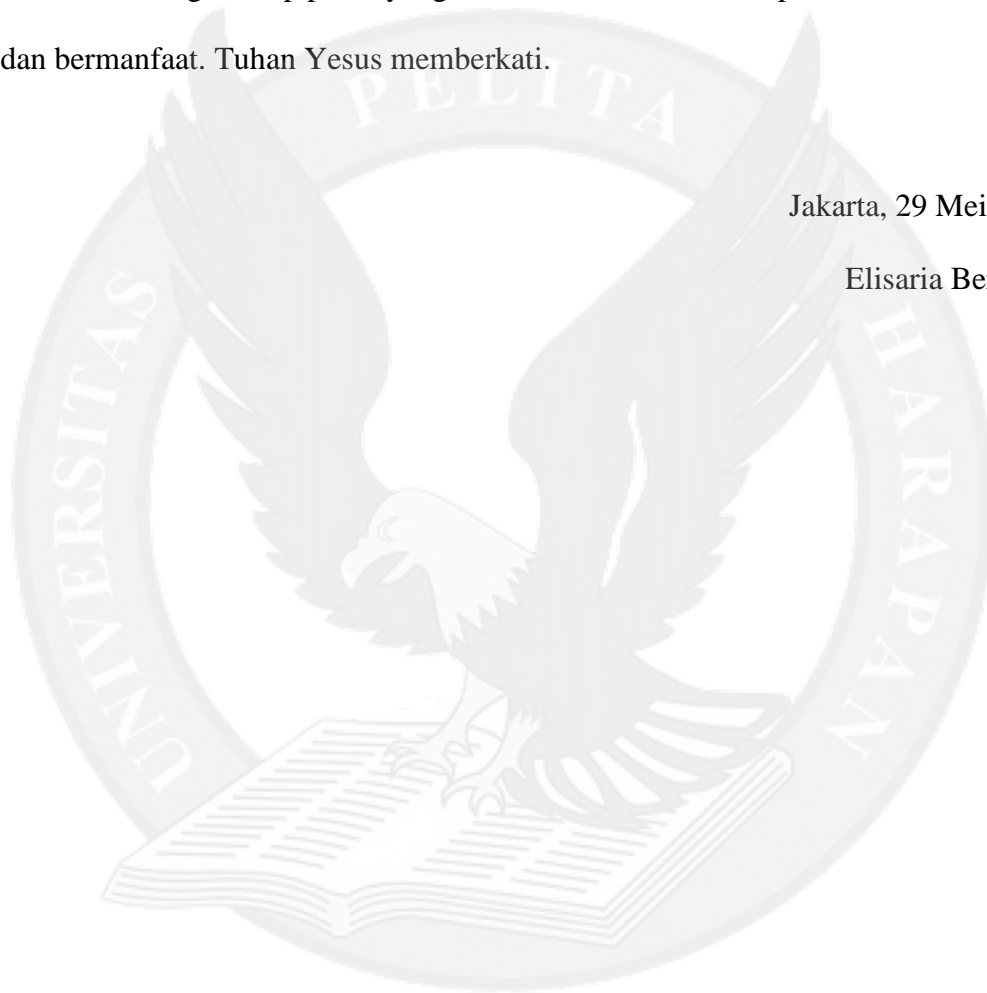 dan bermanfaat. Tuhan Yesus memberkati.
Jakarta, 29 Mei
Elisaria
UNIVERSITAS PELITA HARAPAN